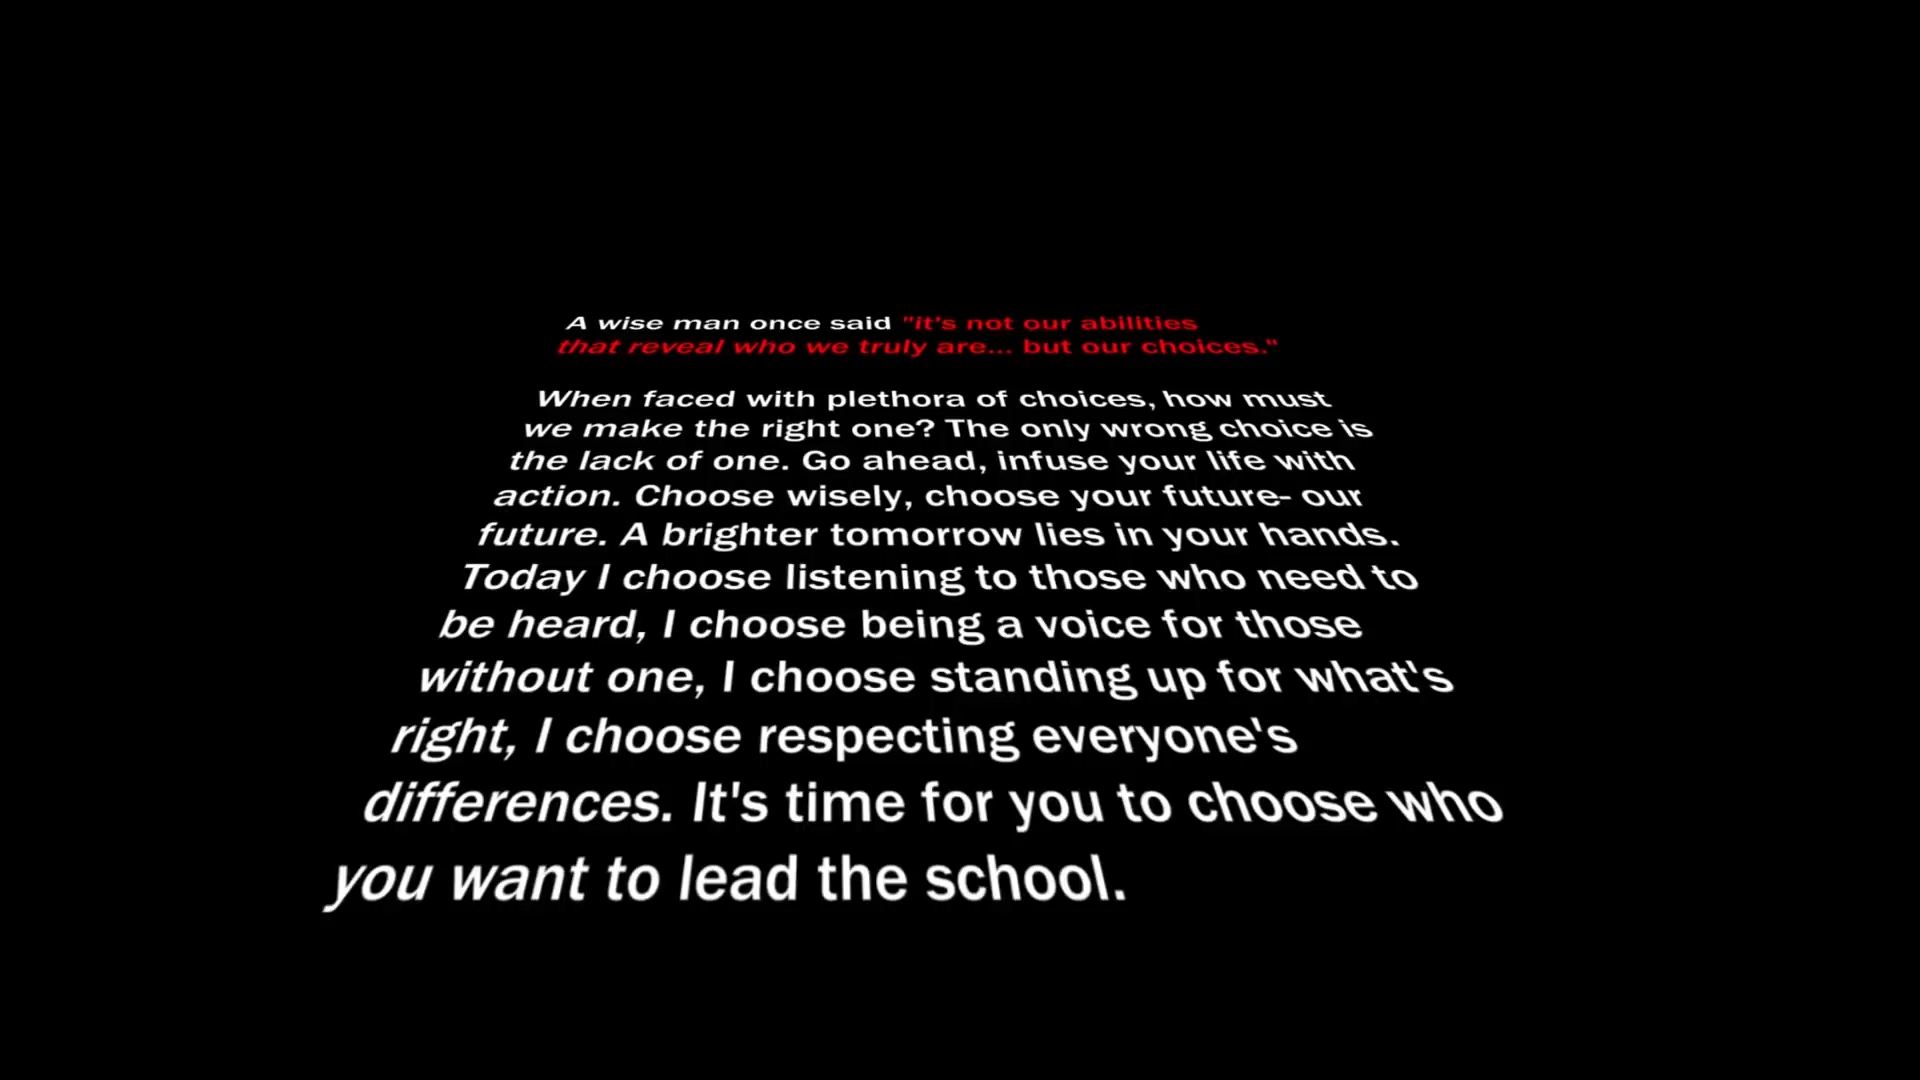 A wise man once said "it's not our abilities
that reveal who we truly are... but our choices."
When faced with plethora of choices, how must
we make the right one? The only wrong choice is
the lack of one. Go ahead, infuse your life with
action. Choose wisely, choose your future- our
future. A brighter tomorrow lies in your hands.
Today I choose listening to those who need to
be heard, I choose being a voice for those
without one, I choose standing up for what's
right, I choose respecting everyone's
differences. It's time for you to choose who
you want to lead the school.